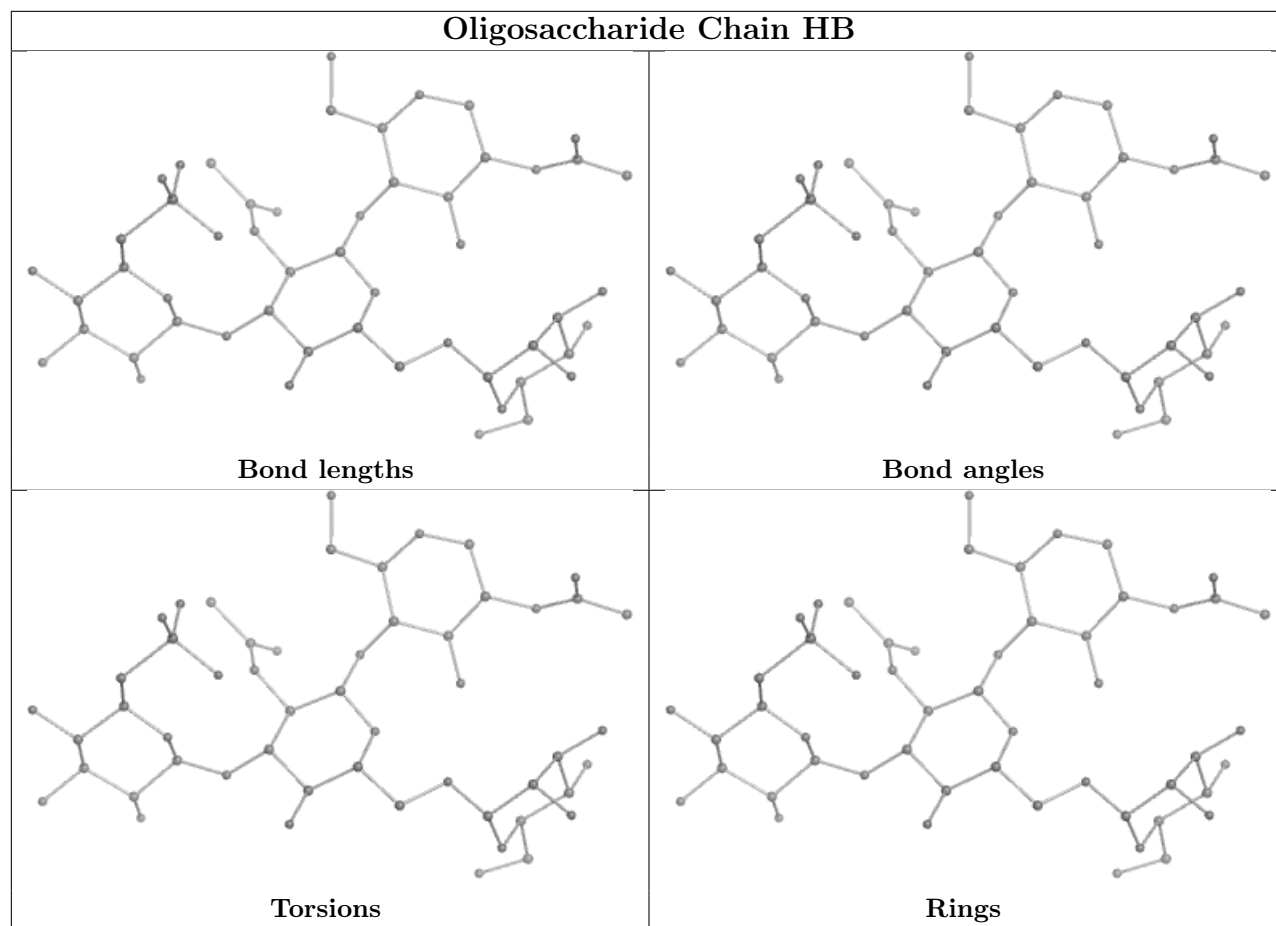 Oligosaccharide Chain HB
Bond lengths
Bond angles
Torsions
Rings